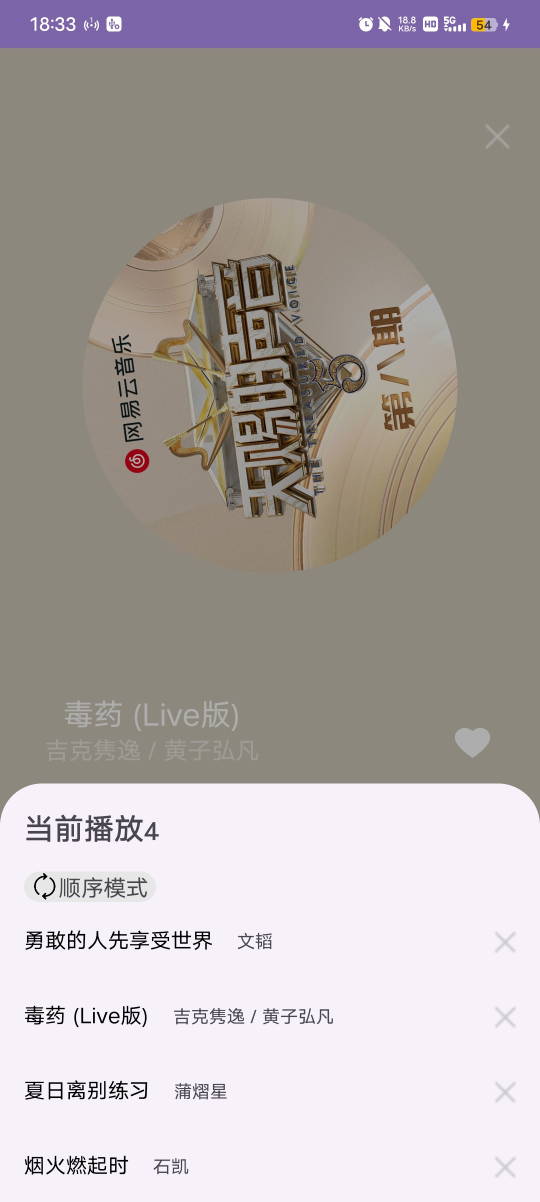 18:33
18.8
KB/s
HD
5G
54
网易云音乐
天赐的声音
THE TREASURED VOICE
第八期
毒药 (Live版)
吉克隽逸 / 黄子弘凡
当前播放4
顺序模式
勇敢的人先享受世界 文韬
毒药 (Live版) 吉克隽逸 / 黄子弘凡
夏日离别练习 蒲熠星
烟火燃起时 石凯